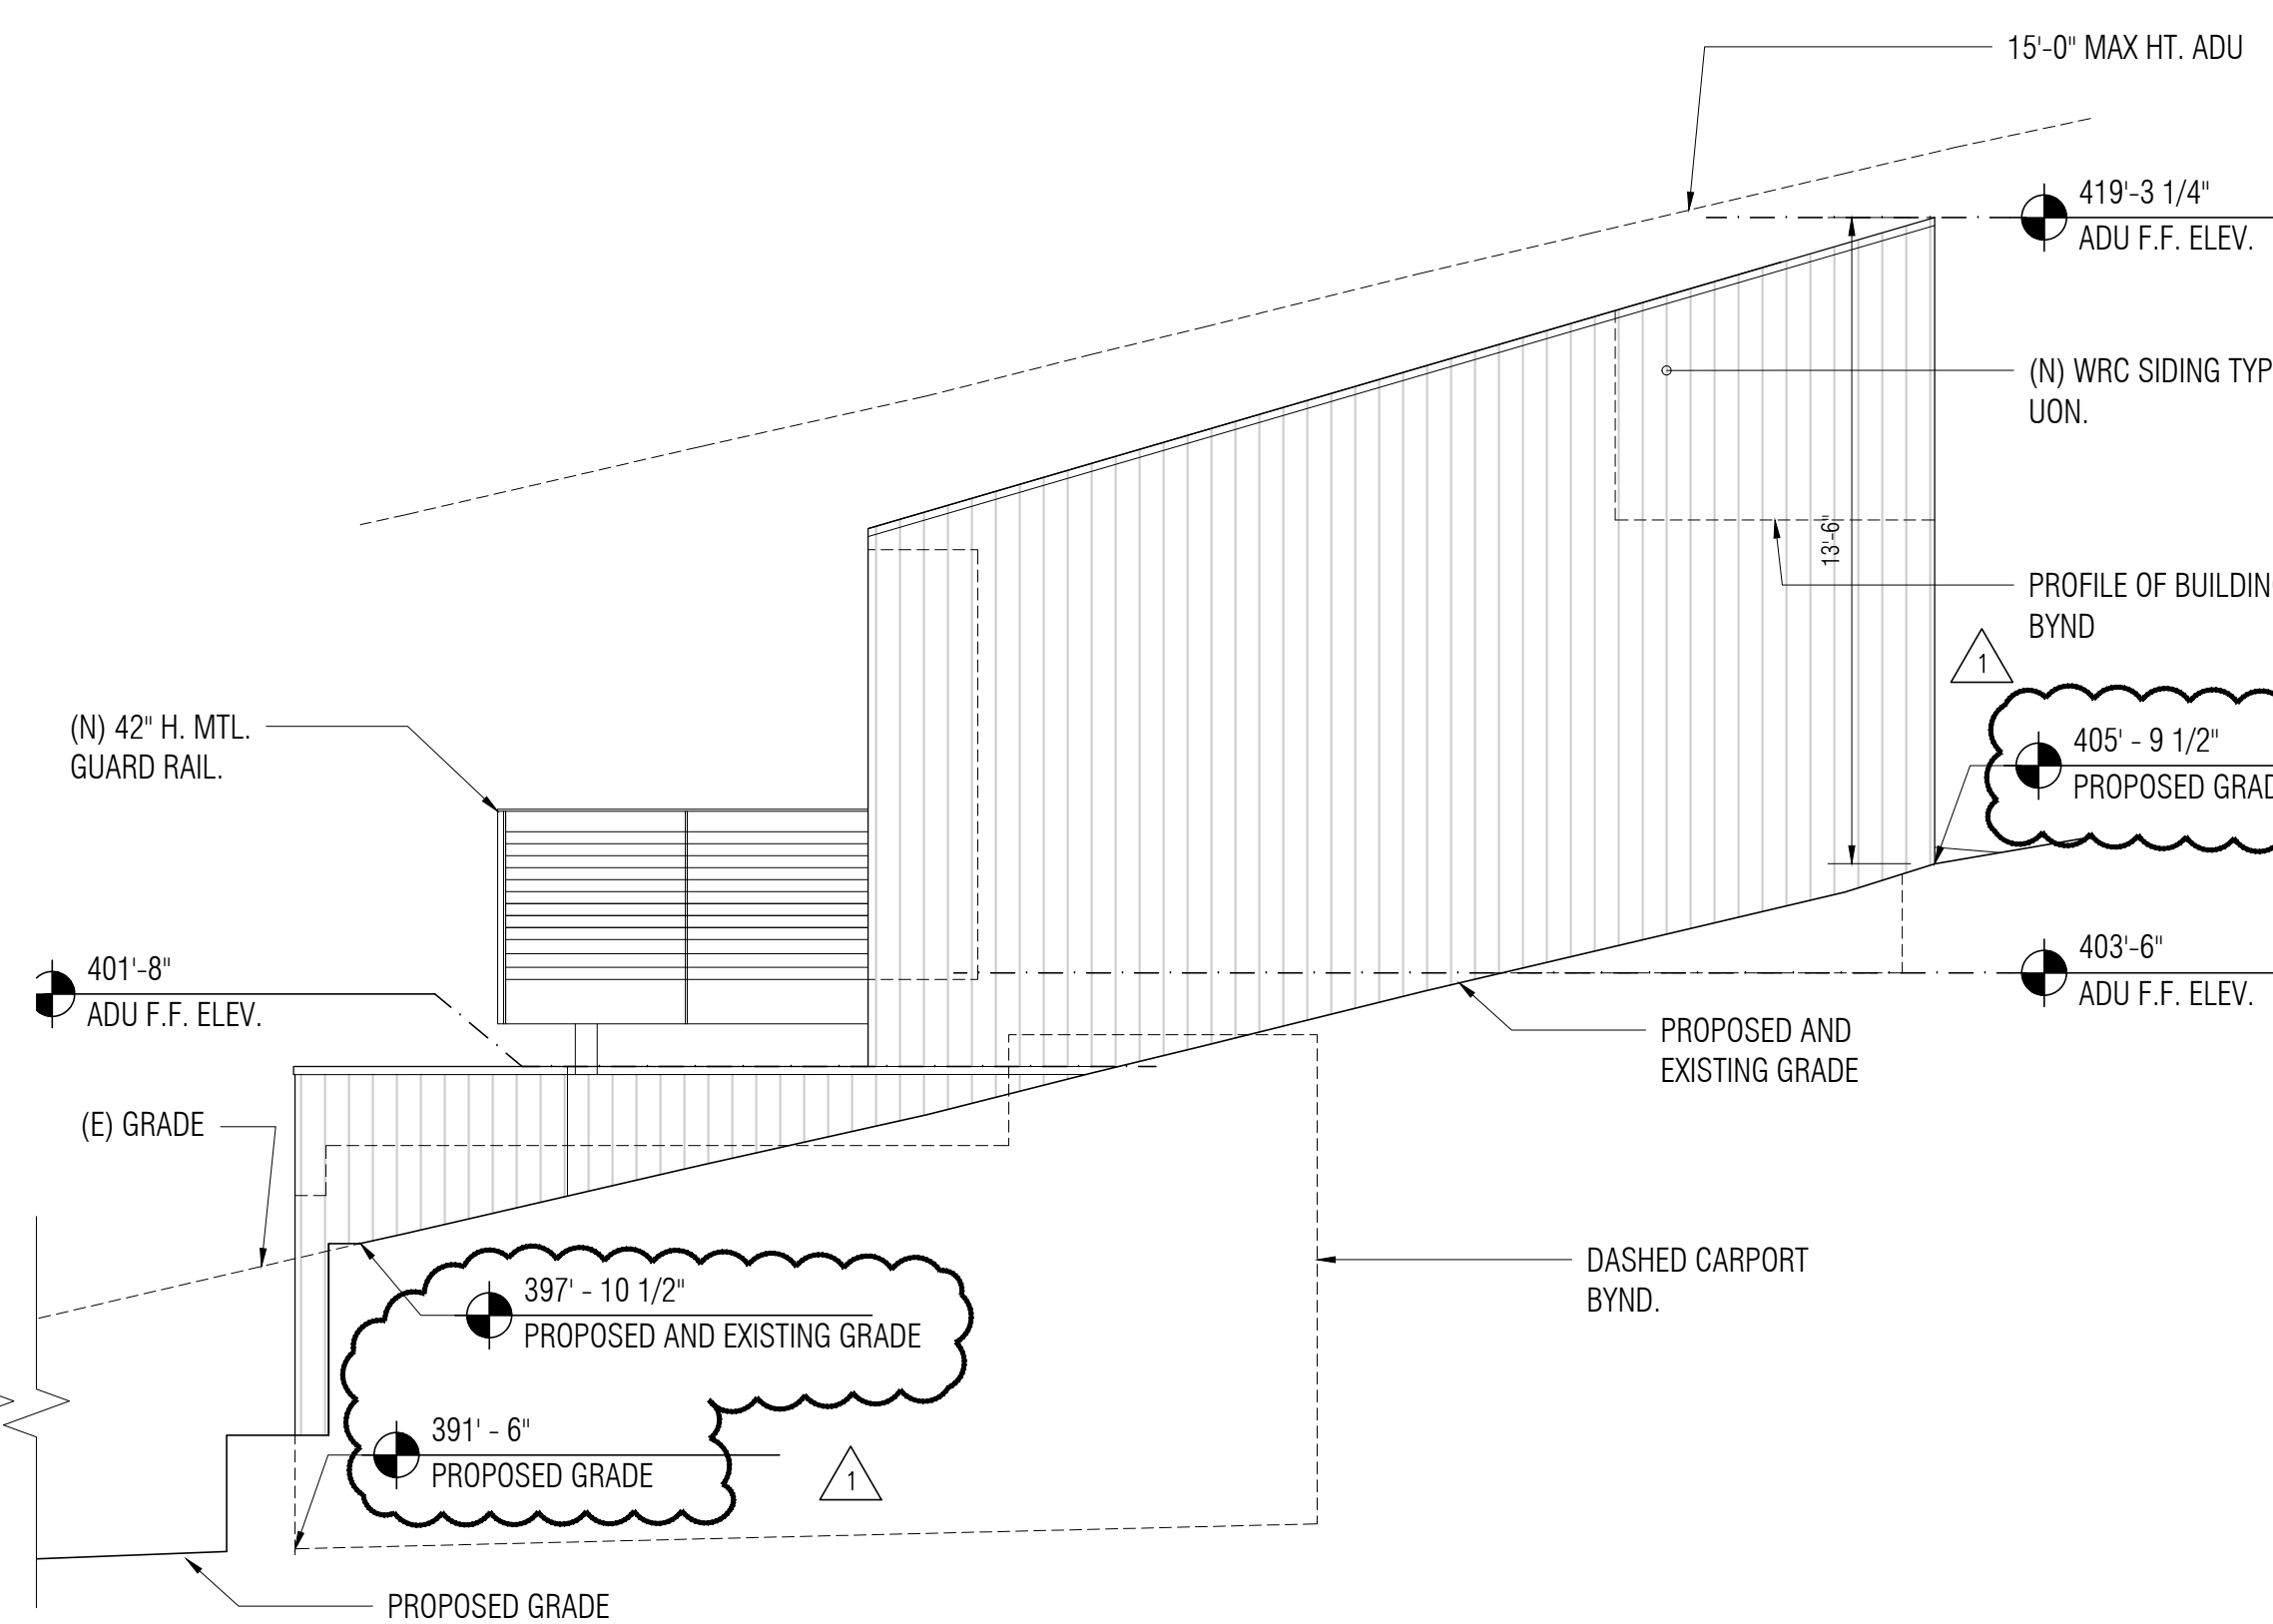 15'-0" MAX HT. ADU
419'-3 1/4"
ADU F.F. ELEV.
(N) WRC SIDING TYP
UON.
13'-6"
PROFILE OF BUILDING
BYND
1
(N) 42" H. MTL.
GUARD RAIL.
405' - 9 1/2"
PROPOSED GRAD
401'-8"
ADU F.F. ELEV.
403'-6"
ADU F.F. ELEV.
PROPOSED AND
EXISTING GRADE
(E) GRADE
DASHED CARPORT
BYND.
397' - 10 1/2"
PROPOSED AND EXISTING GRADE
391' - 6"
PROPOSED GRADE
1
PROPOSED GRADE